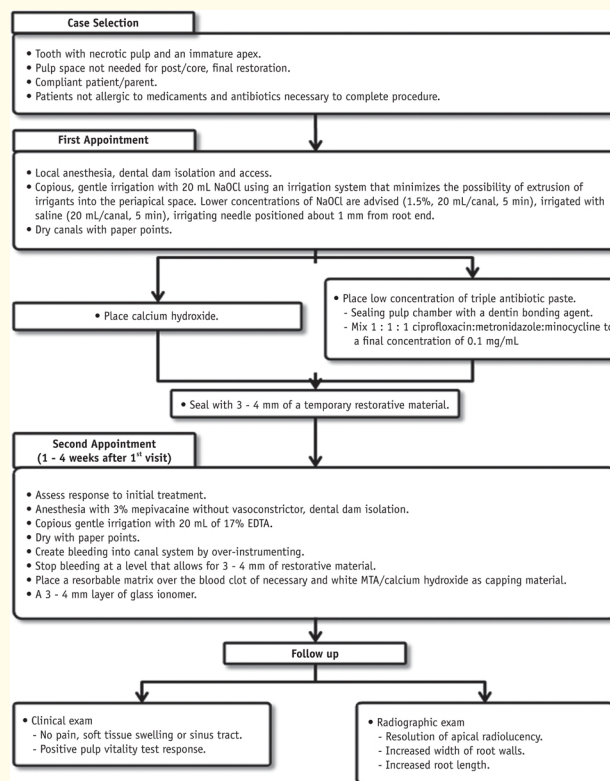 Case Selection
• Tooth with necrotic pulp and an immature apex.
• Pulp space not needed for post/core, final restoration.
• Compliant patient/parent.
• Patients not allergic to medicaments and antibiotics necessary to complete procedure.
First Appointment
• Local anesthesia, dental dam isolation and access.
• Copious, gentle irrigation with 20 mL NaOCl using an irrigation system that minimizes the possibility of extrusion of
irrigants into the periapical space. Lower concentrations of NaOCl are advised (1.5%, 20 mL/canal, 5 min), irrigated with
saline (20 mL/canal, 5 min), irrigating needle positioned about 1 mm from root end.
• Dry canals with paper points.
• Place calcium hydroxide.
• Place low concentration of triple antibiotic paste.
- Sealing pulp chamber with a dentin bonding agent.
- Mix 1 : 1 : 1 ciprofloxacin:metronidazole:minocycline to
a final concentration of 0.1 mg/mL
• Seal with 3 - 4 mm of a temporary restorative material.
Second Appointment
(1 - 4 weeks after 1st visit)
• Assess response to initial treatment.
• Anesthesia with 3% mepivacaine without vasoconstrictor, dental dam isolation.
• Copious gentle irrigation with 20 mL of 17% EDTA.
• Dry with paper points.
• Create bleeding into canal system by over-instrumenting.
• Stop bleeding at a level that allows for 3 - 4 mm of restorative material.
• Place a resorbable matrix over the blood clot of necessary and white MTA/calcium hydroxide as capping material.
• A 3 - 4 mm layer of glass ionomer.
Follow up
• Clinical exam
- No pain, soft tissue swelling or sinus tract.
- Positive pulp vitality test response.
• Radiographic exam
- Resolution of apical radiolucency.
- Increased width of root walls.
- Increased root length.